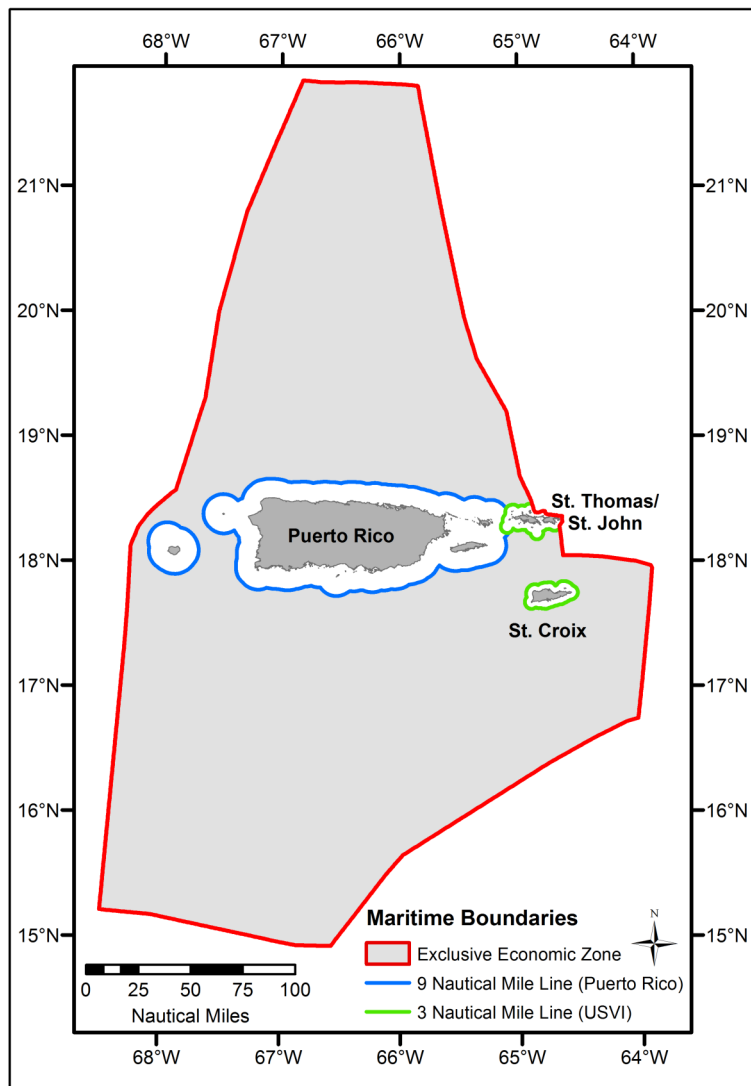 68°W 67°W 66°W 65°W 64°W
21°N 21°N
20°N 20°N
19°N 19°N
St. Thomas/
St. John
Puerto Rico
18°N 18°N
St. Croix
17°N 17°N
16°N 16°N
Maritime Boundaries
N
15°N 15°N
Exclusive Economic Zone
9 Nautical Mile Line (Puerto Rico)
0 25 50 75 100
Nautical Miles
3 Nautical Mile Line (USVI)
68°W 67°W 66°W 65°W 64°W